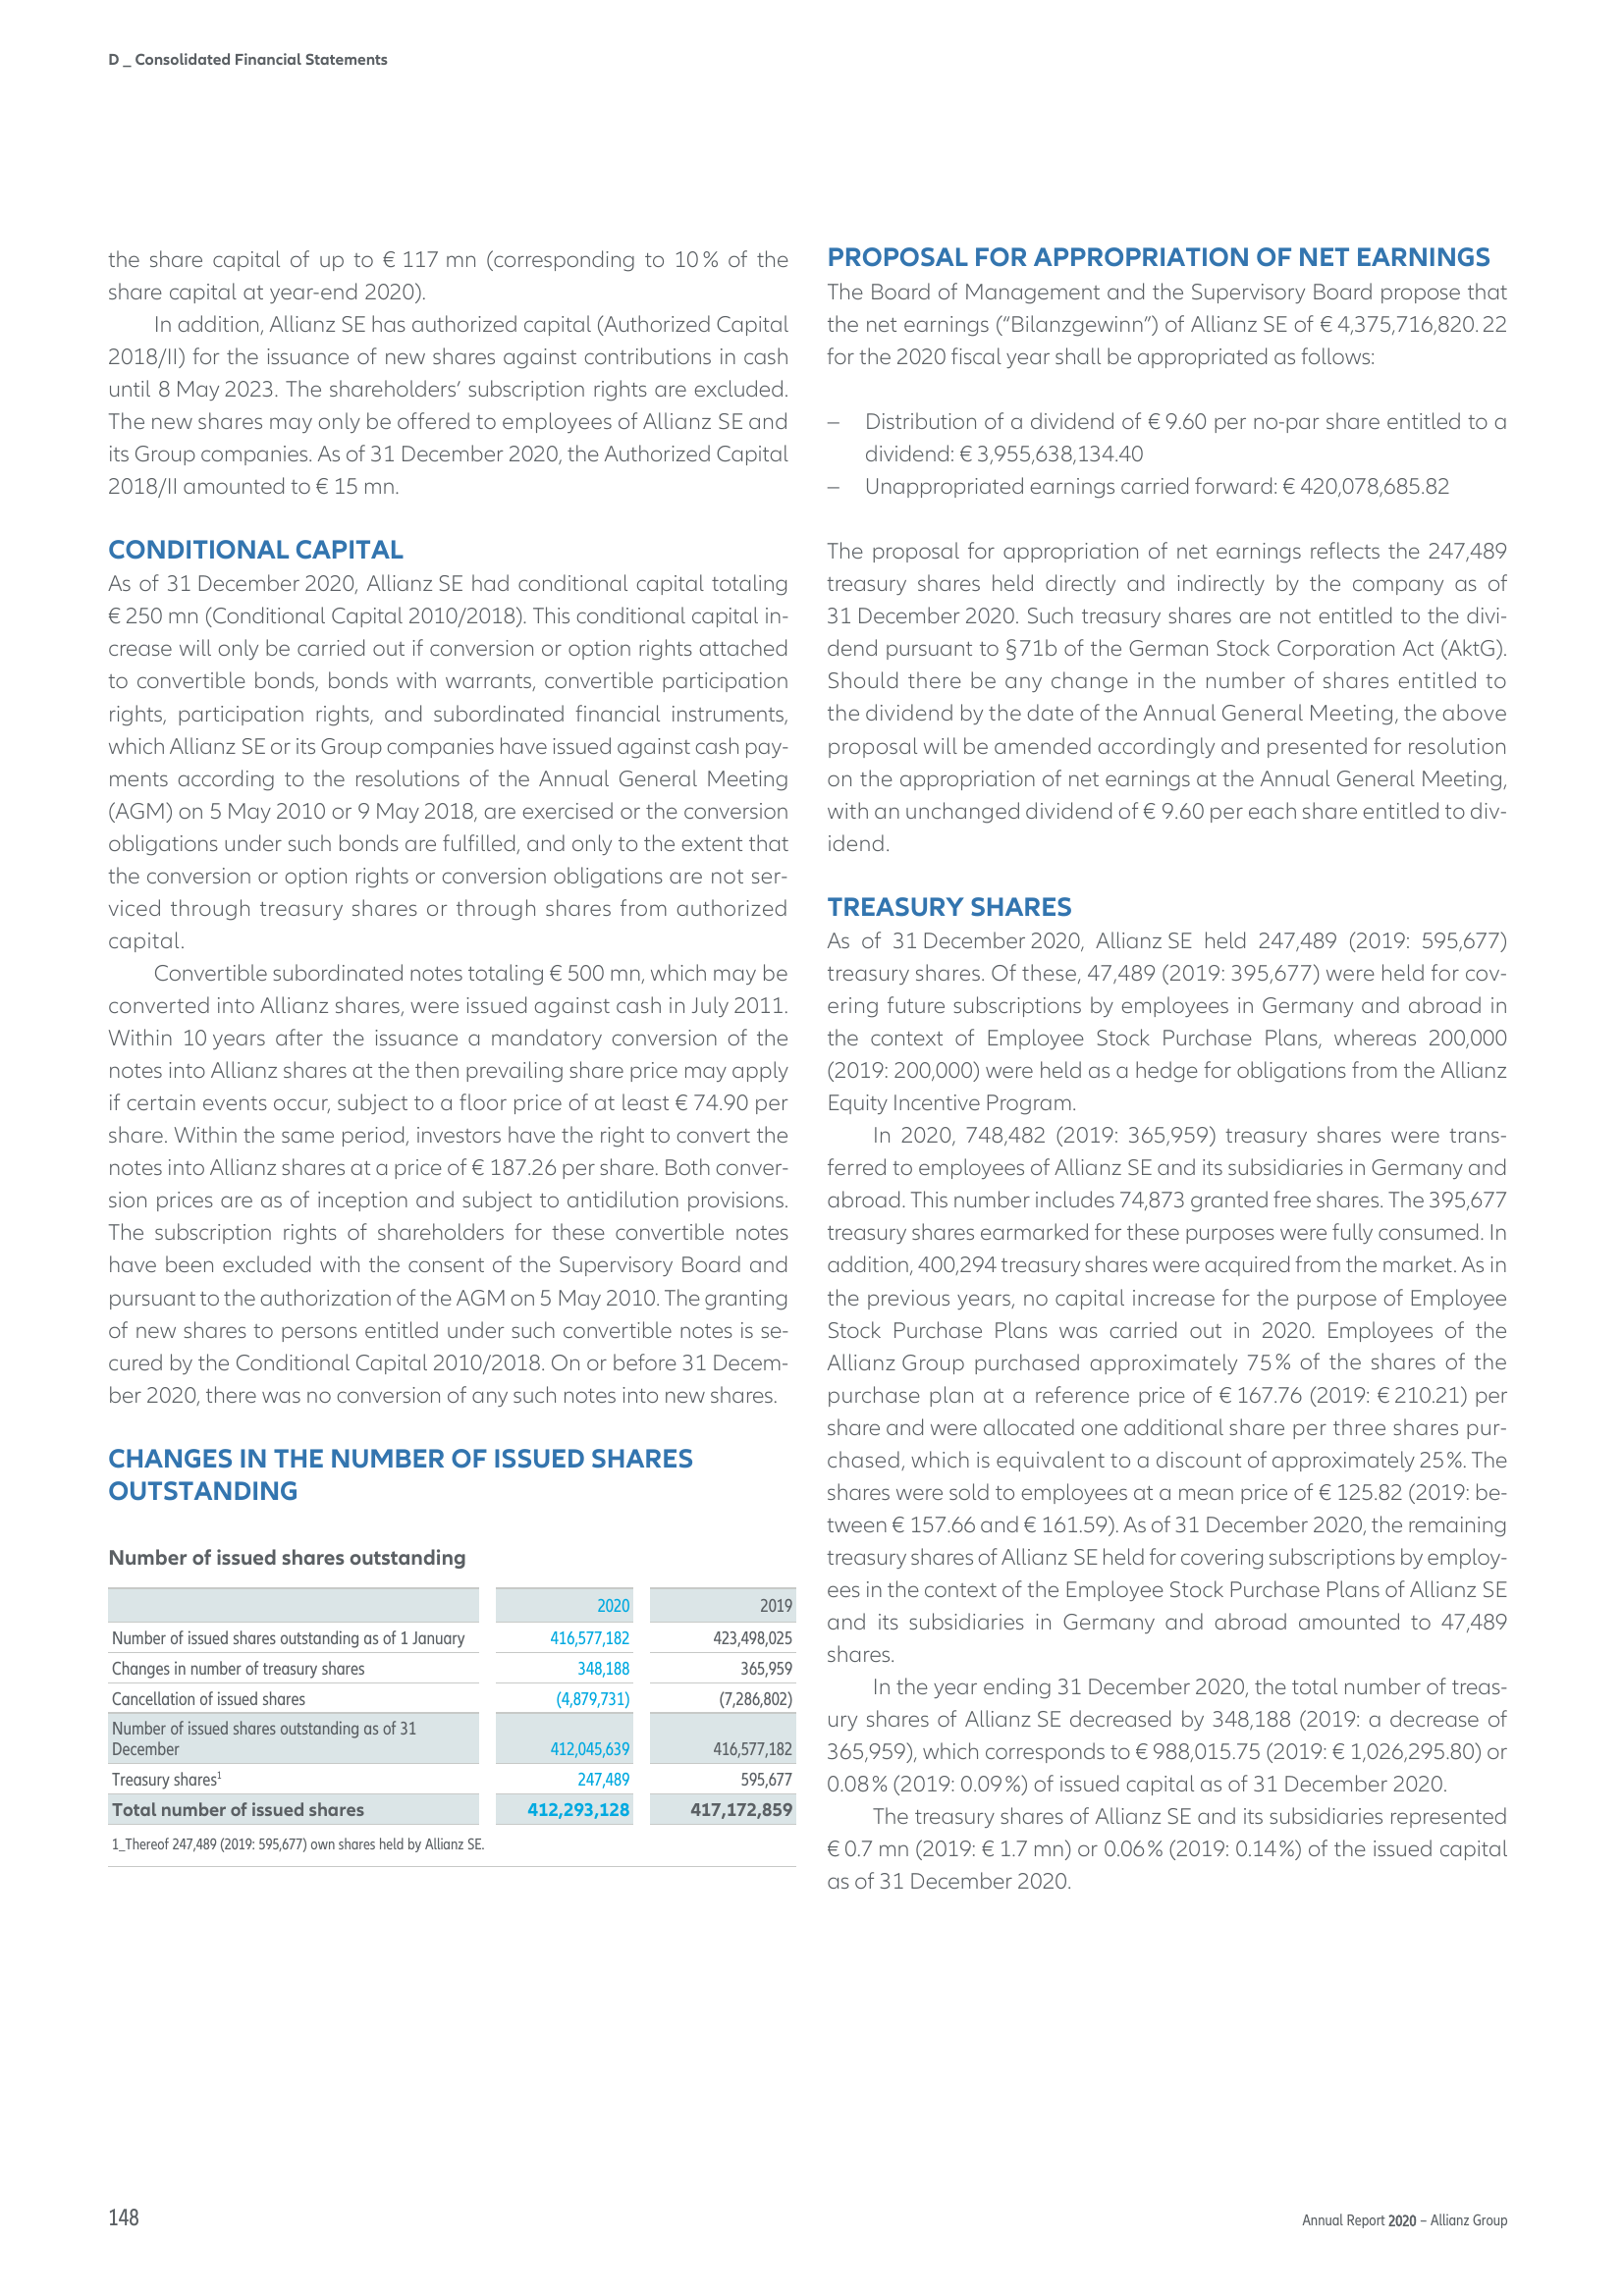 D _ Consolidated Financial Statements
the share capital of up to € 117 mn (corresponding to 10 % of the
share capital at year-end 2020).
In addition, Allianz SE has authorized capital (Authorized Capital
2018/II) for the issuance of new shares against contributions in cash
until 8 May 2023. The shareholders’ subscription rights are excluded.
The new shares may only be offered to employees of Allianz SE and
its Group companies. As of 31 December 2020, the Authorized Capital
2018/II amounted to € 15 mn.
CONDITIONAL CAPITAL
As of 31 December 2020, Allianz SE had conditional capital totaling
€ 250 mn (Conditional Capital 2010/2018). This conditional capital in-
crease will only be carried out if conversion or option rights attached
to convertible bonds, bonds with warrants, convertible participation
rights, participation rights, and subordinated financial instruments,
which Allianz SE or its Group companies have issued against cash pay-
ments according to the resolutions of the Annual General Meeting
(AGM) on 5 May 2010 or 9 May 2018, are exercised or the conversion
obligations under such bonds are fulfilled, and only to the extent that
the conversion or option rights or conversion obligations are not ser-
viced through treasury shares or through shares from authorized
capital.
Convertible subordinated notes totaling € 500 mn, which may be
converted into Allianz shares, were issued against cash in July 2011.
Within 10 years after the issuance a mandatory conversion of the
notes into Allianz shares at the then prevailing share price may apply
if certain events occur, subject to a floor price of at least € 74.90 per
share. Within the same period, investors have the right to convert the
notes into Allianz shares at a price of € 187.26 per share. Both conver-
sion prices are as of inception and subject to antidilution provisions.
The subscription rights of shareholders for these convertible notes
have been excluded with the consent of the Supervisory Board and
pursuant to the authorization of the AGM on 5 May 2010. The granting
of new shares to persons entitled under such convertible notes is se-
cured by the Conditional Capital 2010/2018. On or before 31 Decem-
ber 2020, there was no conversion of any such notes into new shares.
CHANGES IN THE NUMBER OF ISSUED SHARES
OUTSTANDING
Number of issued shares outstanding
2020 2019
Number of issued shares outstanding as of 1 January 416,577,182 423,498,025
Changes in number of treasury shares 348,188 365,959
Cancellation of issued shares (4,879,731) (7,286,802)
Number of issued shares outstanding as of 31
December 412,045,639 416,577,182
Treasury shares1 247,489 595,677
Total number of issued shares 412,293,128 417,172,859
1_Thereof 247,489 (2019: 595,677) own shares held by Allianz SE.
PROPOSAL FOR APPROPRIATION OF NET EARNINGS
The Board of Management and the Supervisory Board propose that
the net earnings (“Bilanzgewinn”) of Allianz SE of € 4,375,716,820.22
for the 2020 fiscal year shall be appropriated as follows:
– Distribution of a dividend of € 9.60 per no-par share entitled to a
dividend: € 3,955,638,134.40
– Unappropriated earnings carried forward: € 420,078,685.82
The proposal for appropriation of net earnings reflects the 247,489
treasury shares held directly and indirectly by the company as of
31 December 2020. Such treasury shares are not entitled to the divi-
dend pursuant to §71b of the German Stock Corporation Act (AktG).
Should there be any change in the number of shares entitled to
the dividend by the date of the Annual General Meeting, the above
proposal will be amended accordingly and presented for resolution
on the appropriation of net earnings at the Annual General Meeting,
with an unchanged dividend of € 9.60 per each share entitled to div-
idend.
TREASURY SHARES
As of 31 December 2020, Allianz SE held 247,489 (2019: 595,677)
treasury shares. Of these, 47,489 (2019: 395,677) were held for cov-
ering future subscriptions by employees in Germany and abroad in
the context of Employee Stock Purchase Plans, whereas 200,000
(2019: 200,000) were held as a hedge for obligations from the Allianz
Equity Incentive Program.
In 2020, 748,482 (2019: 365,959) treasury shares were trans-
ferred to employees of Allianz SE and its subsidiaries in Germany and
abroad. This number includes 74,873 granted free shares. The 395,677
treasury shares earmarked for these purposes were fully consumed. In
addition, 400,294 treasury shares were acquired from the market. As in
the previous years, no capital increase for the purpose of Employee
Stock Purchase Plans was carried out in 2020. Employees of the
Allianz Group purchased approximately 75 % of the shares of the
purchase plan at a reference price of € 167.76 (2019: € 210.21) per
share and were allocated one additional share per three shares pur-
chased, which is equivalent to a discount of approximately 25 %. The
shares were sold to employees at a mean price of € 125.82 (2019: be-
tween € 157.66 and € 161.59). As of 31 December 2020, the remaining
treasury shares of Allianz SE held for covering subscriptions by employ-
ees in the context of the Employee Stock Purchase Plans of Allianz SE
and its subsidiaries in Germany and abroad amounted to 47,489
shares.
In the year ending 31 December 2020, the total number of treas-
ury shares of Allianz SE decreased by 348,188 (2019: a decrease of
365,959), which corresponds to € 988,015.75 (2019: € 1,026,295.80) or
0.08 % (2019: 0.09 %) of issued capital as of 31 December 2020.
The treasury shares of Allianz SE and its subsidiaries represented
€ 0.7 mn (2019: € 1.7 mn) or 0.06 % (2019: 0.14 %) of the issued capital
as of 31 December 2020.
148
Annual Report 2020 – Allianz Group